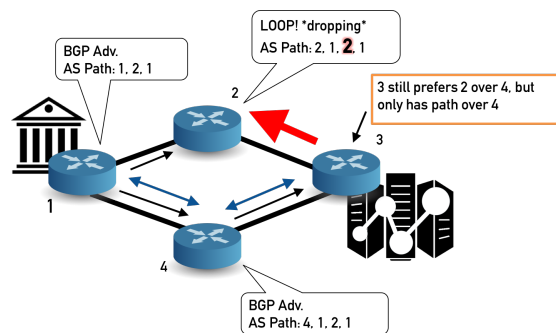 LOOP! *dropping*
AS Path: 2, 1, 2, 1
BGP Adv.
AS Path: 1, 2, 1
3 still prefers 2 over 4, but
only has path over 4
2
3
1
4
BGP Adv.
AS Path: 4, 1, 2, 1